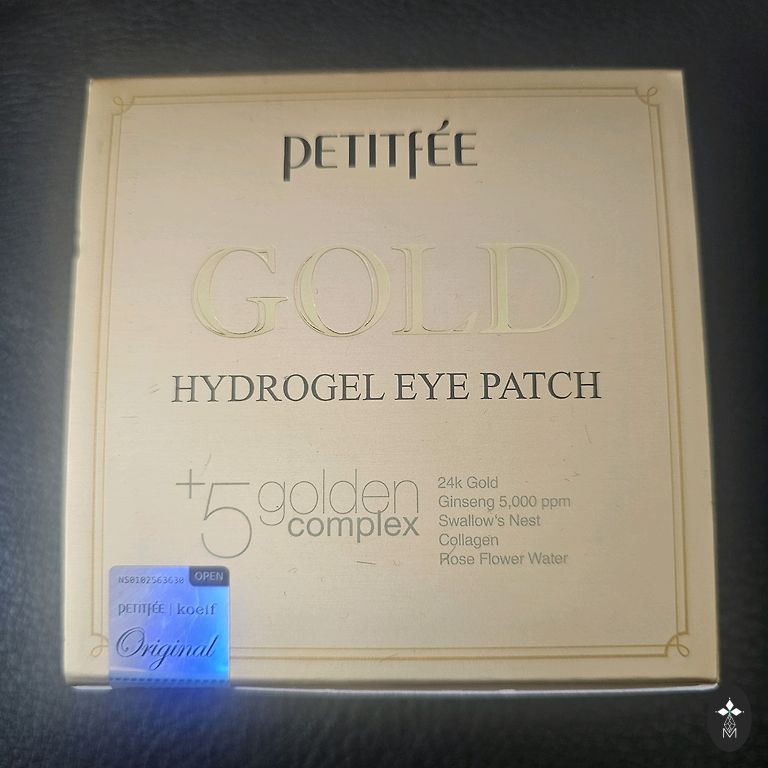 PETITFÉE
GOLD
HYDROGEL EYE PATCH
+5 golden complex
24k Gold
Ginseng 5,000 ppm
Swallow's Nest
Collagen
Rose Flower Water
NS0102563630 OPEN
PETITFÉE | koelf
Original
M